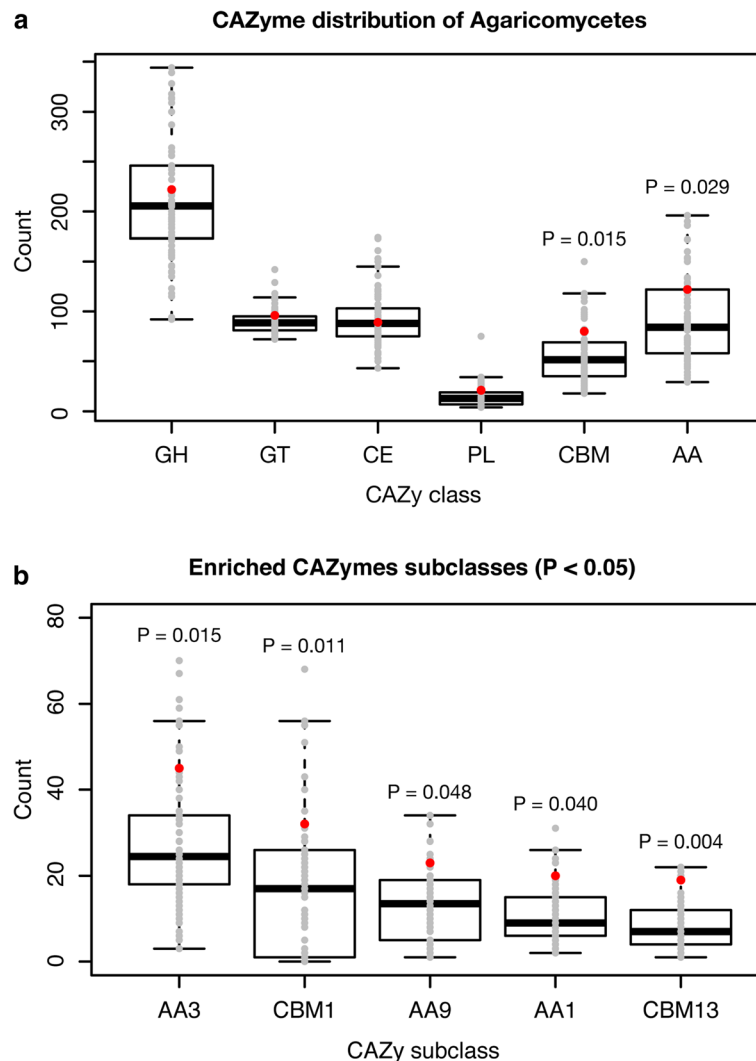 a
CAZyme distribution of Agaricomycetes
Count
0
100
200
300
P = 0.015
P = 0.029
GH
GT
CE
PL
CBM
AA
CAZy class
b
Enriched CAZymes subclasses (P < 0.05)
Count
0
20
40
60
80
P = 0.015
P = 0.011
P = 0.048
P = 0.040
P = 0.004
AA3
CBM1
AA9
AA1
CBM13
CAZy subclass